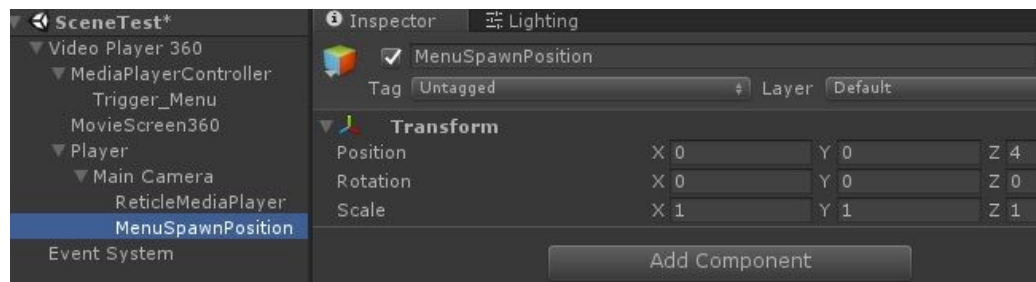 SceneTest*
Video Player 360
MediaPlayerController
Trigger_Menu
MovieScreen360
Player
Main Camera
ReticleMediaPlayer
MenuSpawnPosition
Event System
Inspector Lighting
MenuSpawnPosition
Tag Untagged Layer Default
Transform
Position X 0 Y 0 Z 4
Rotation X 0 Y 0 Z 0
Scale X 1 Y 1 Z 1
Add Component